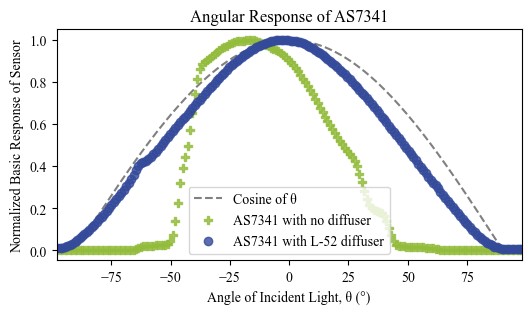 Angular Response of AS7341
Normalized Basic Response of Sensor
1.0
0.8
0.6
0.4
0.2
0.0
Cosine of θ
AS7341 with no diffuser
AS7341 with L-52 diffuser
−75 −50 −25 0 25 50 75
Angle of Incident Light, θ (°)